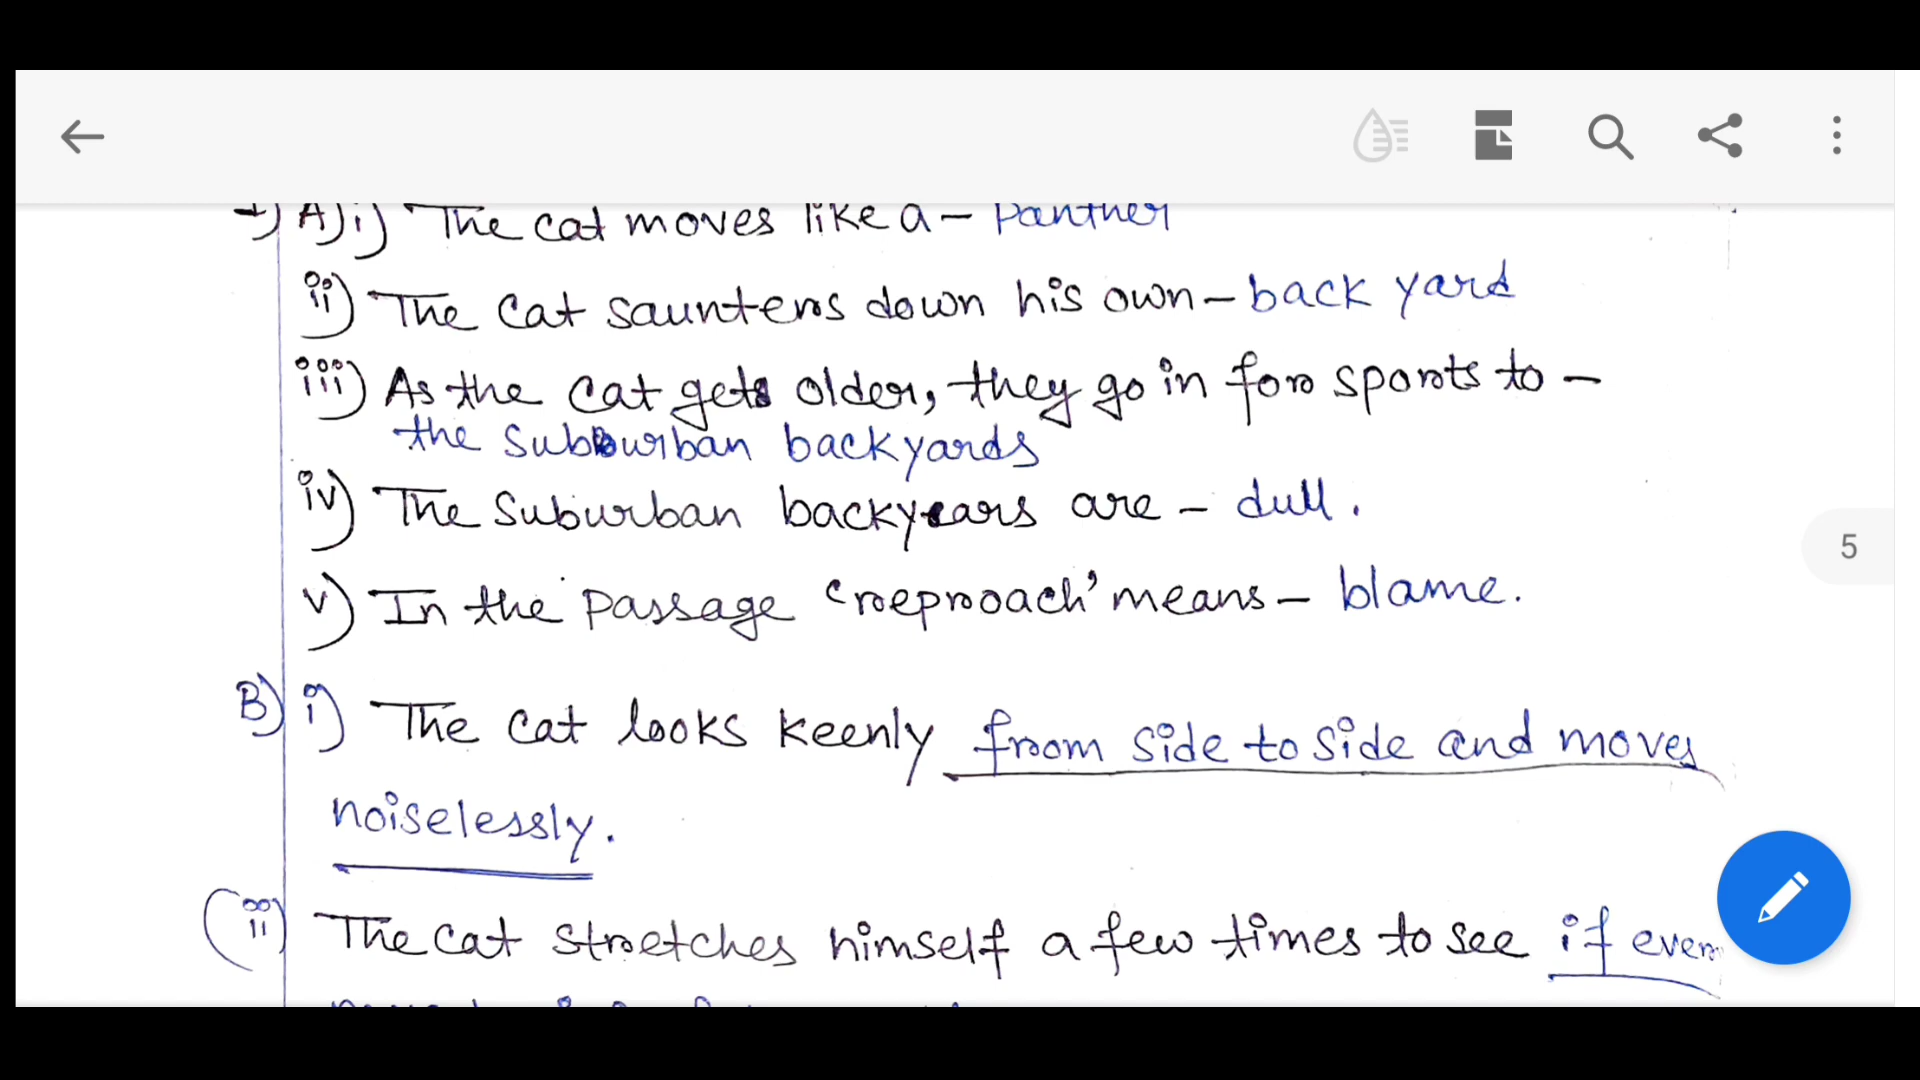 1) A) i) The cat moves like a - Panther
ii) The cat saunters down his own - back yard
iii) As the cat gets older, they go in for sports to -
the suburban backyards
iv) The suburban backyears are - dull.
v) In the passage 'reproach' means - blame.
5
B) i) The cat looks keenly from side to side and moves
noiselessly.
(ii) The cat stretches himself a few times to see if every